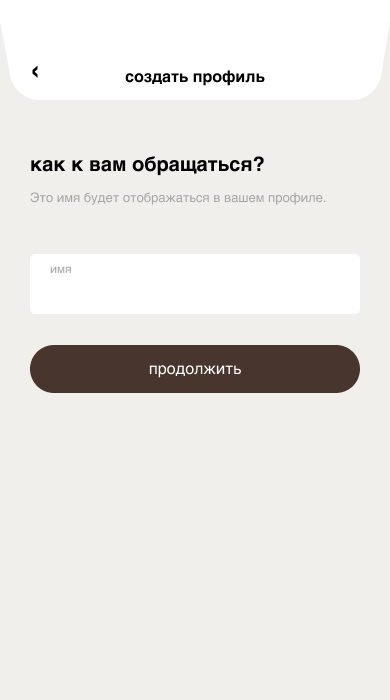 создать профиль
как к вам обращаться?
Это имя будет отображаться в вашем профиле.
имя
продолжить